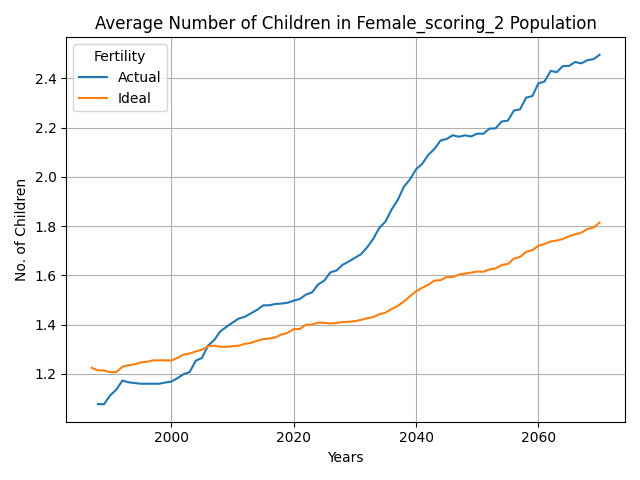 Average Number of Children in Female_scoring_2 Population
Fertility
Actual
Ideal
2.4
2.2
2.0
1.8
1.6
1.4
1.2
No. of Children
2000
2020
2040
2060
Years